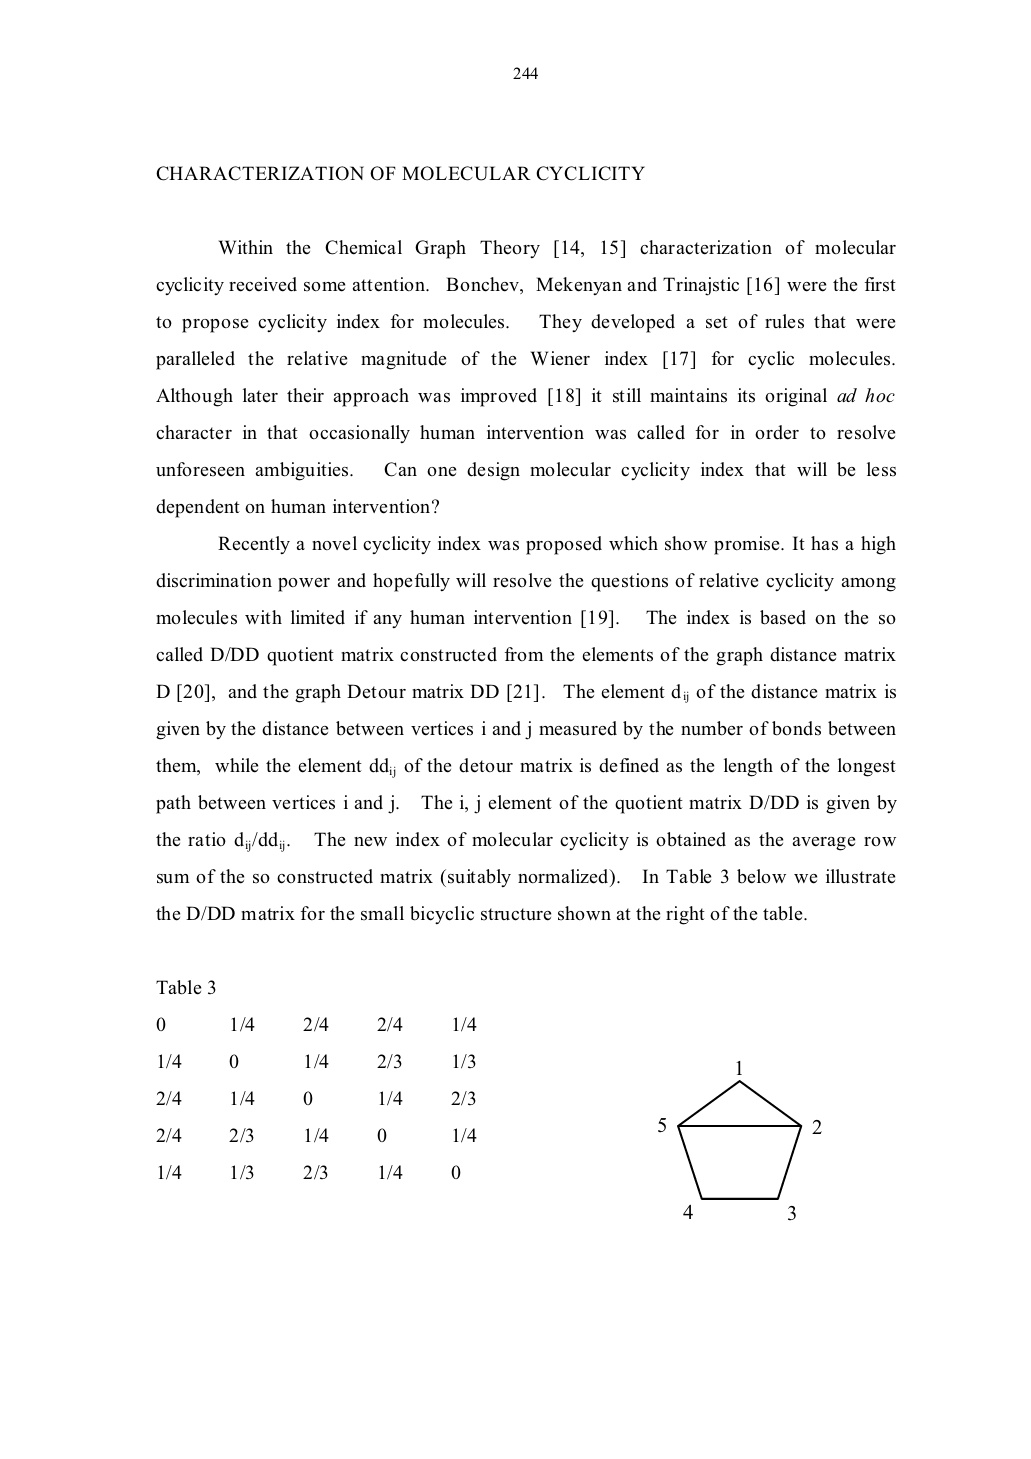 244
CHARACTERIZATION OF MOLECULAR CYCLICITY
Within the Chemical Graph Theory [14, 15] characterization of molecular
cyclicity received some attention. Bonchev, Mekenyan and Trinajstic [16] were the first
to propose cyclicity index for molecules. They developed a set of rules that were
paralleled the relative magnitude of the Wiener index [17] for cyclic molecules.
Although later their approach was improved [18] it still maintains its original ad hoc
character in that occasionally human intervention was called for in order to resolve
unforeseen ambiguities. Can one design molecular cyclicity index that will be less
dependent on human intervention?
Recently a novel cyclicity index was proposed which show promise. It has a high
discrimination power and hopefully will resolve the questions of relative cyclicity among
molecules with limited if any human intervention [19]. The index is based on the so
called D/DD quotient matrix constructed from the elements of the graph distance matrix
D [20], and the graph Detour matrix DD [21]. The element dij of the distance matrix is
given by the distance between vertices i and j measured by the number of bonds between
them, while the element ddij of the detour matrix is defined as the length of the longest
path between vertices i and j. The i, j element of the quotient matrix D/DD is given by
the ratio dij/ddij. The new index of molecular cyclicity is obtained as the average row
sum of the so constructed matrix (suitably normalized). In Table 3 below we illustrate
the D/DD matrix for the small bicyclic structure shown at the right of the table.
Table 3
0 1/4 2/4 2/4 1/4
1/4 0 1/4 2/3 1/3
2/4 1/4 0 1/4 2/3
2/4 2/3 1/4 0 1/4
1/4 1/3 2/3 1/4 0
1
5 2
4 3